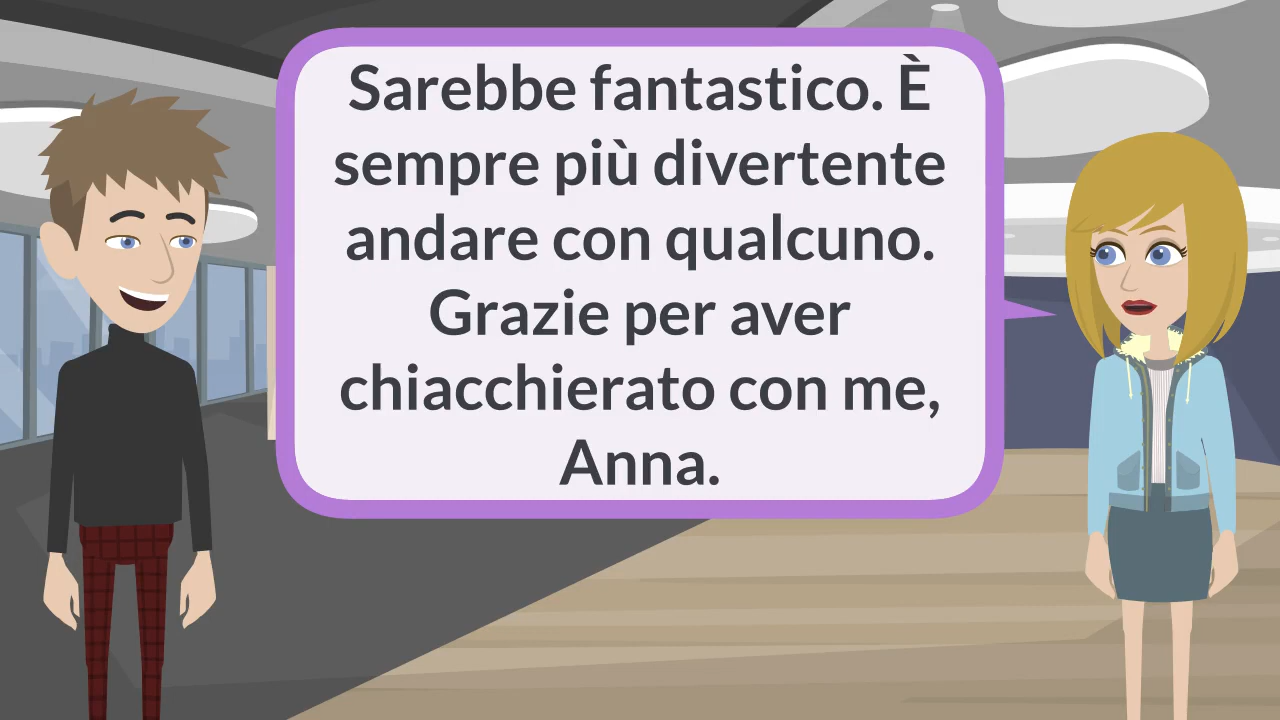 Sarebbe fantastico. È
sempre più divertente
andare con qualcuno.
Grazie per aver
chiacchierato con me,
Anna.